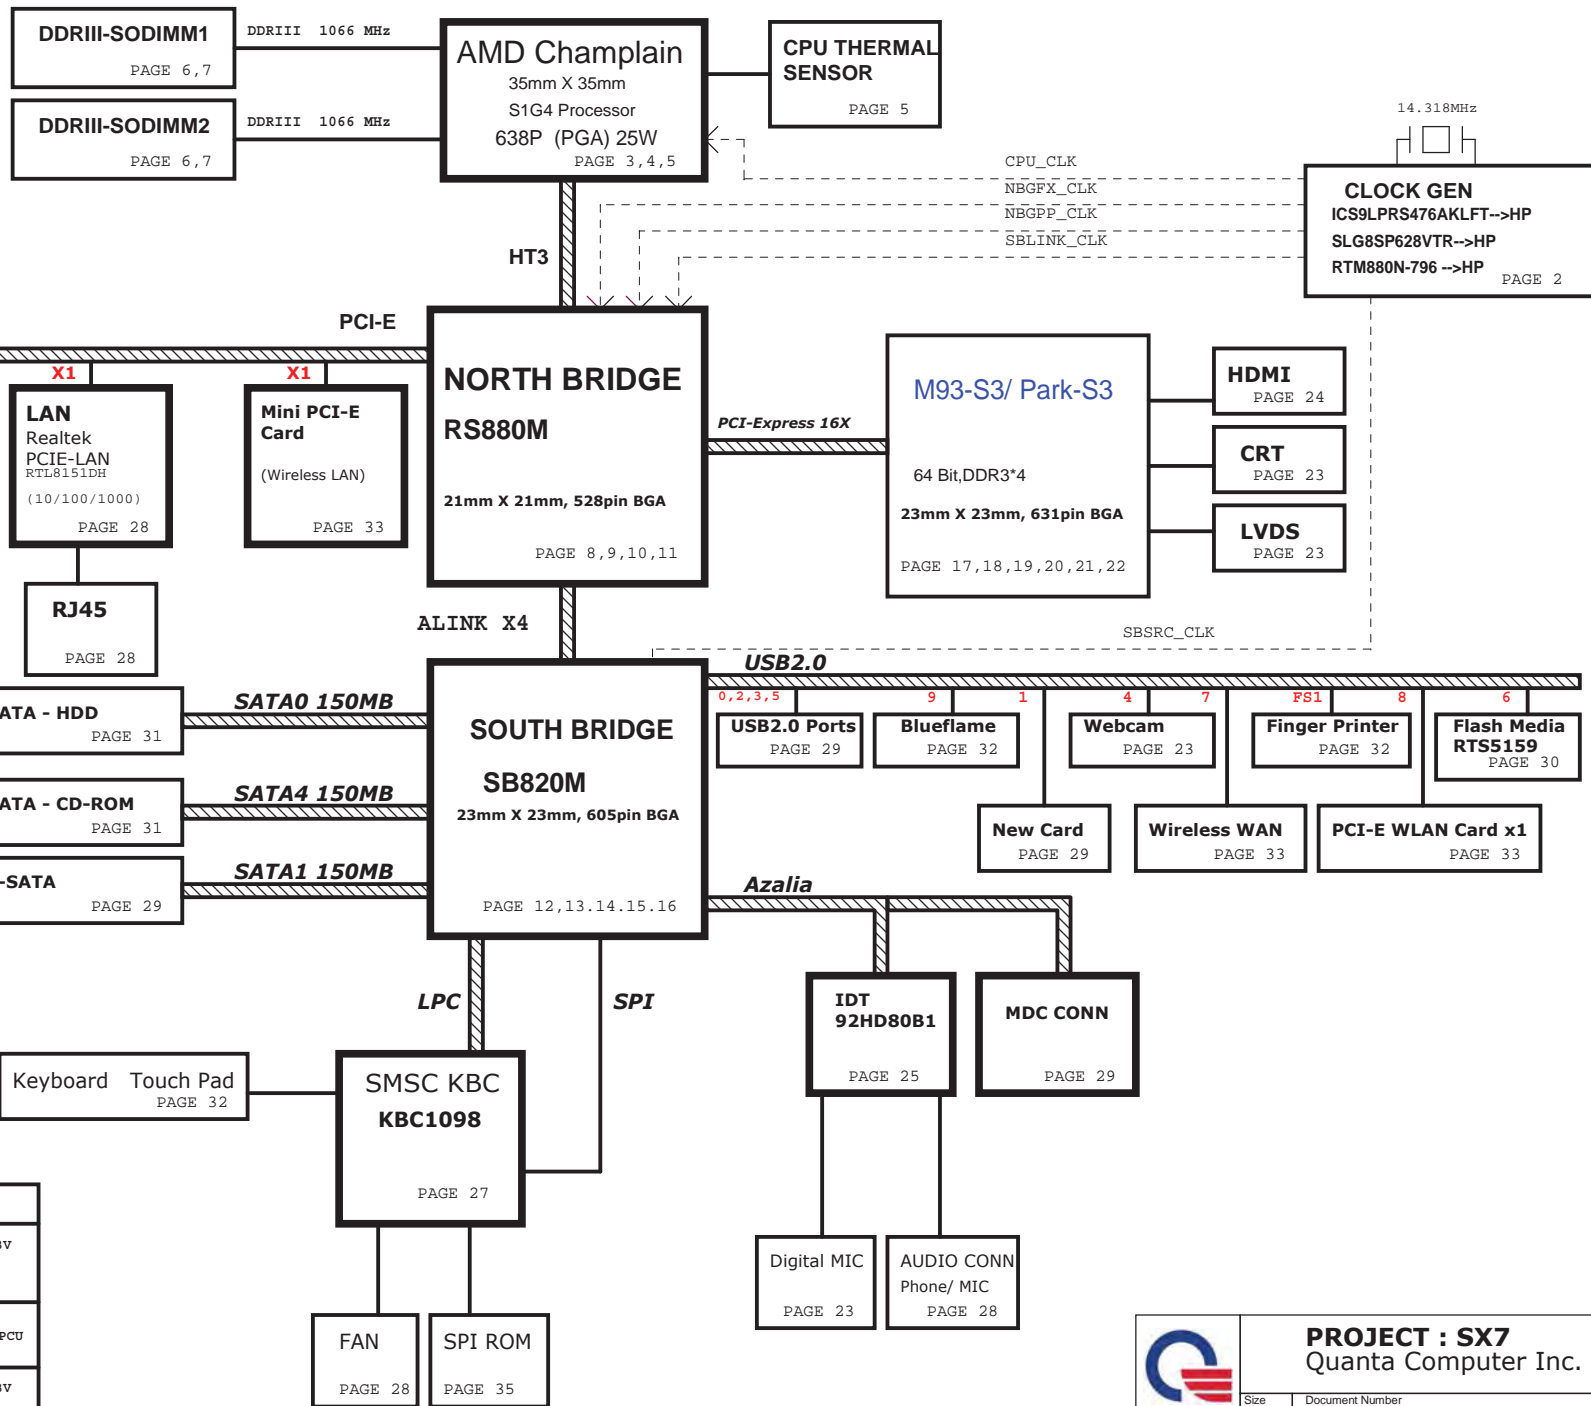 DDRIII-SODIMM1
PAGE 6,7
DDRIII 1066 MHz
DDRIII-SODIMM2
PAGE 6,7
DDRIII 1066 MHz
AMD Champlain
35mm X 35mm
S1G4 Processor
638P (PGA) 25W
PAGE 3,4,5
CPU THERMAL
SENSOR
PAGE 5
14.318MHz
CLOCK GEN
ICS9LPRS476AKLFT-->HP
SLG8SP628VTR-->HP
RTM880N-796 -->HP
PAGE 2
CPU_CLK
NBGFX_CLK
NBGPP_CLK
SBLINK_CLK
HT3
PCI-E
X1
X1
LAN
Realtek
PCIE-LAN
RTL8151DH
(10/100/1000)
PAGE 28
Mini PCI-E
Card
(Wireless LAN)
PAGE 33
NORTH BRIDGE
RS880M
21mm X 21mm, 528pin BGA
PAGE 8,9,10,11
PCI-Express 16X
M93-S3/ Park-S3
64 Bit,DDR3*4
23mm X 23mm, 631pin BGA
PAGE 17,18,19,20,21,22
HDMI
PAGE 24
CRT
PAGE 23
LVDS
PAGE 23
RJ45
PAGE 28
ALINK X4
SBSRC_CLK
ATA - HDD
PAGE 31
SATA0 150MB
ATA - CD-ROM
PAGE 31
SATA4 150MB
-SATA
PAGE 29
SATA1 150MB
SOUTH BRIDGE
SB820M
23mm X 23mm, 605pin BGA
PAGE 12,13.14.15.16
USB2.0
0,2,3,5
9
1
4
7
FS1
8
6
USB2.0 Ports
PAGE 29
Blueflame
PAGE 32
Webcam
PAGE 23
Finger Printer
PAGE 32
Flash Media
RTS5159
PAGE 30
New Card
PAGE 29
Wireless WAN
PAGE 33
PCI-E WLAN Card x1
PAGE 33
Azalia
LPC
SPI
IDT
92HD80B1
PAGE 25
MDC CONN
PAGE 29
Keyboard Touch Pad
PAGE 32
SMSC KBC
KBC1098
PAGE 27
Digital MIC
PAGE 23
AUDIO CONN
Phone/ MIC
PAGE 28
FAN
PAGE 28
SPI ROM
PAGE 35
PCU
PROJECT : SX7
Quanta Computer Inc.
Size
Document Number